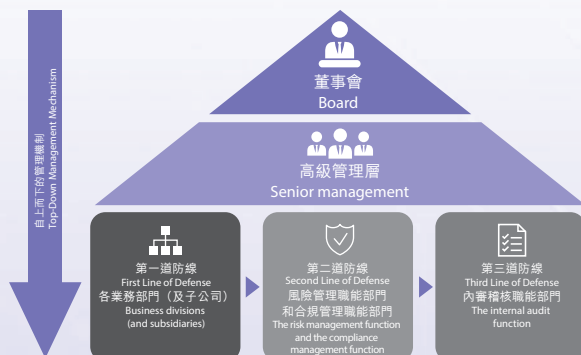 自上而下的管理機制
Top-Down Management Mechanism
董事會
Board
高級管理層
Senior management
第一道防線
First Line of Defense
各業務部門（及子公司）
Business divisions
(and subsidiaries)
第二道防線
Second Line of Defense
風險管理職能部門
和合規管理職能部門
The risk management function
and the compliance
management function
第三道防線
Third Line of Defense
內審稽核職能部門
The internal audit
function